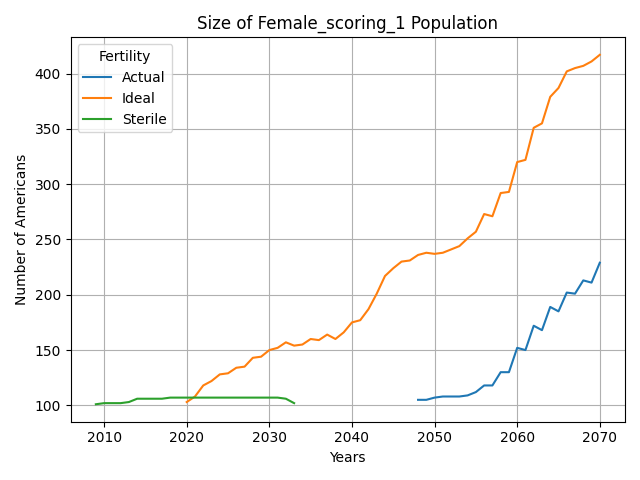 Size of Female_scoring_1 Population
Fertility
Actual
Ideal
Sterile
Number of Americans
400
350
300
250
200
150
100
2010 2020 2030 2040 2050 2060 2070
Years